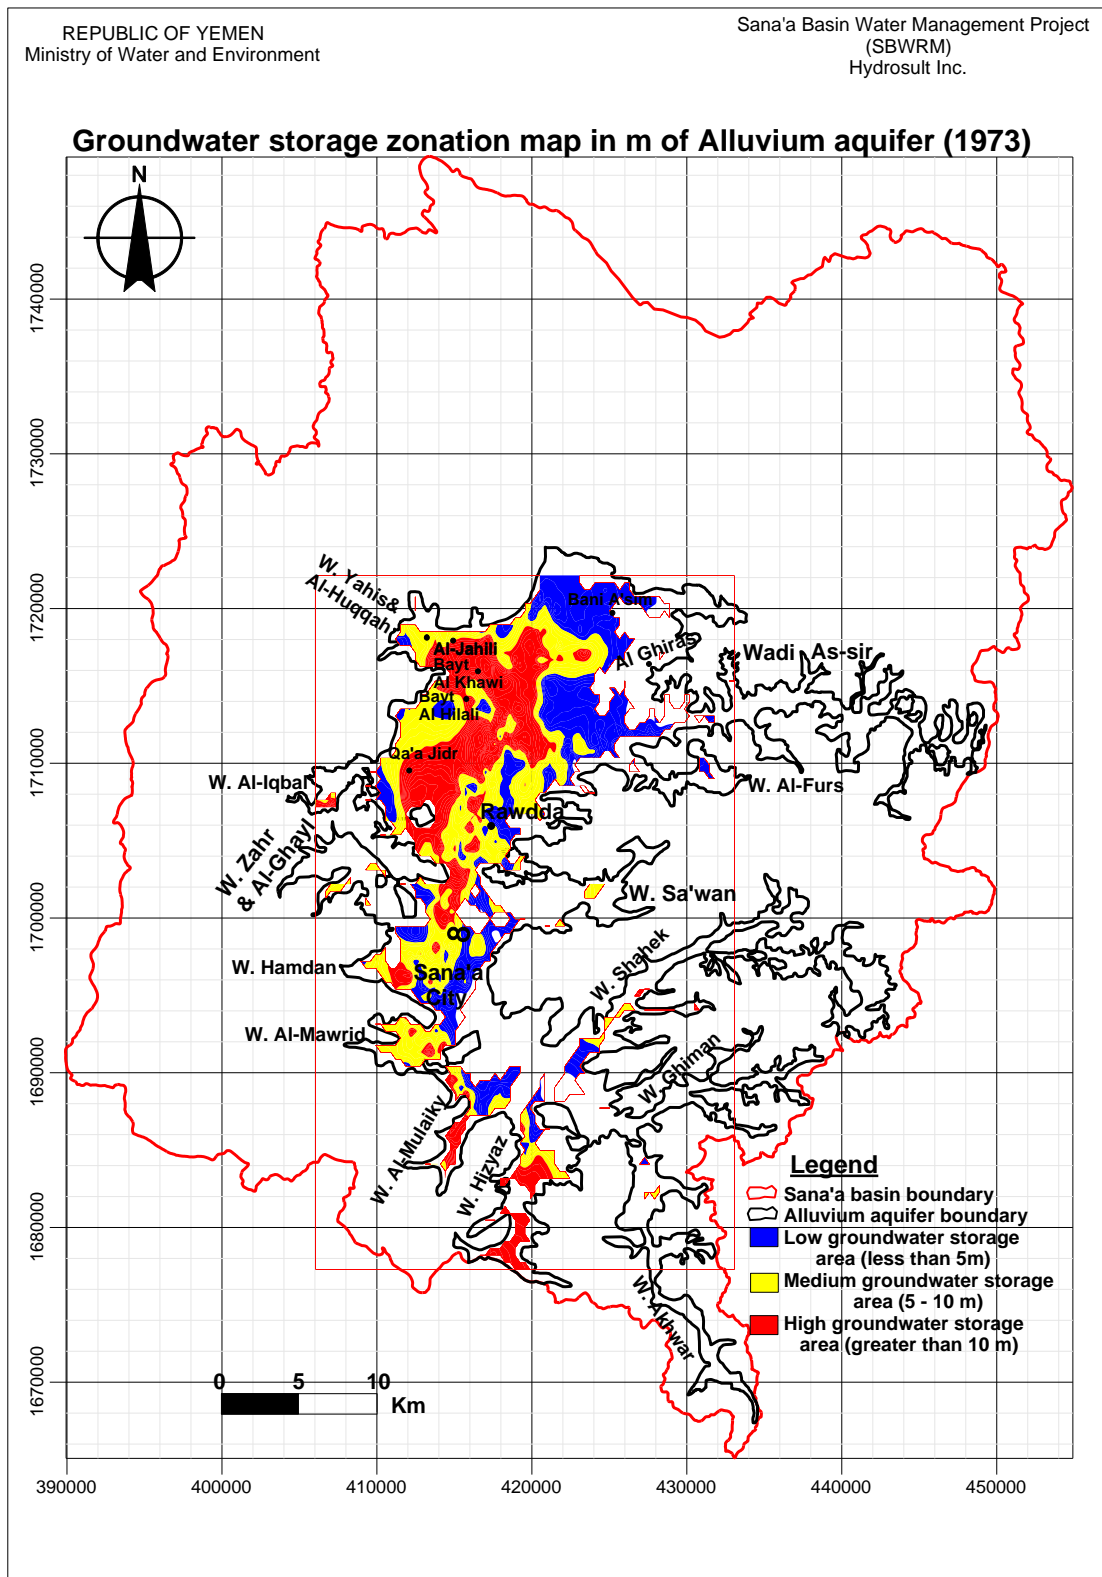 REPUBLIC OF YEMEN
Ministry of Water and Environment
Sana'a Basin Water Management Project
(SBWRM)
Hydrosult Inc.
Groundwater storage zonation map in m of Alluvium aquifer (1973)
N
1740000
1730000
1720000
1710000
1700000
1690000
1680000
1670000
W. Yahis&
Al-Huqqah
Bani A'sim
Al-Jahili
Bayt
Al Khawi
Bayt
Al Hilali
Al Ghiras
Wadi As-sir
Qa'a Jidr
W. Al-Iqbal
W. Al-Furs
Rawdda
W. Zahr
& Al-Ghayl
W. Sa'wan
W. Hamdan
Sana'a
City
W. Shahek
W. Al-Mawrid
W. Ghiman
W. Al-Mulaiky
W. Hizyaz
W. Akhwar
Legend
Sana'a basin boundary
Alluvium aquifer boundary
Low groundwater storage
area (less than 5m)
Medium groundwater storage
area (5 - 10 m)
High groundwater storage
area (greater than 10 m)
0 5 10
Km
390000 400000 410000 420000 430000 440000 450000